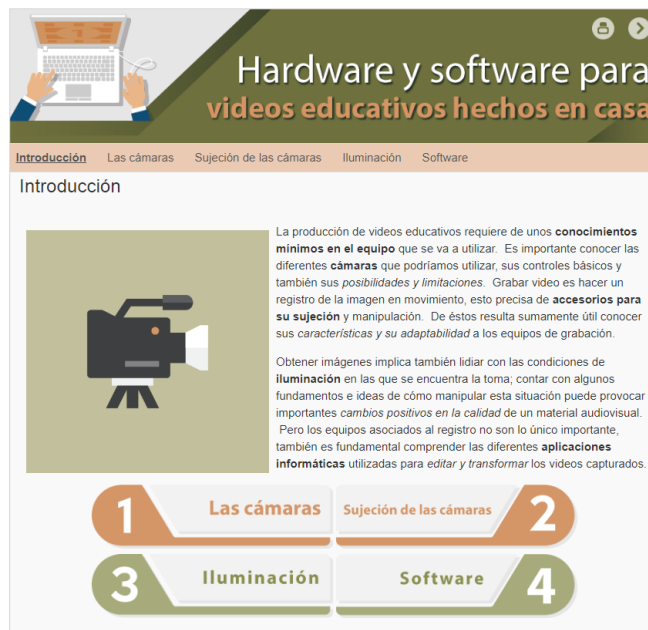 Hardware y software para
videos educativos hechos en casa
Introducción Las cámaras Sujeción de las cámaras Iluminación Software
Introducción
La producción de videos educativos requiere de unos conocimientos
mínimos en el equipo que se va a utilizar. Es importante conocer las
diferentes cámaras que podríamos utilizar, sus controles básicos y
también sus posibilidades y limitaciones. Grabar video es hacer un
registro de la imagen en movimiento, esto precisa de accesorios para
su sujeción y manipulación. De éstos resulta sumamente útil conocer
sus características y su adaptabilidad a los equipos de grabación.
Obtener imágenes implica también lidiar con las condiciones de
iluminación en las que se encuentra la toma; contar con algunos
fundamentos e ideas de cómo manipular esta situación puede provocar
importantes cambios positivos en la calidad de un material audiovisual.
Pero los equipos asociados al registro no son lo único importante,
también es fundamental comprender las diferentes aplicaciones
informáticas utilizadas para editar y transformar los videos capturados.
1 Las cámaras Sujeción de las cámaras 2
3 Iluminación Software 4